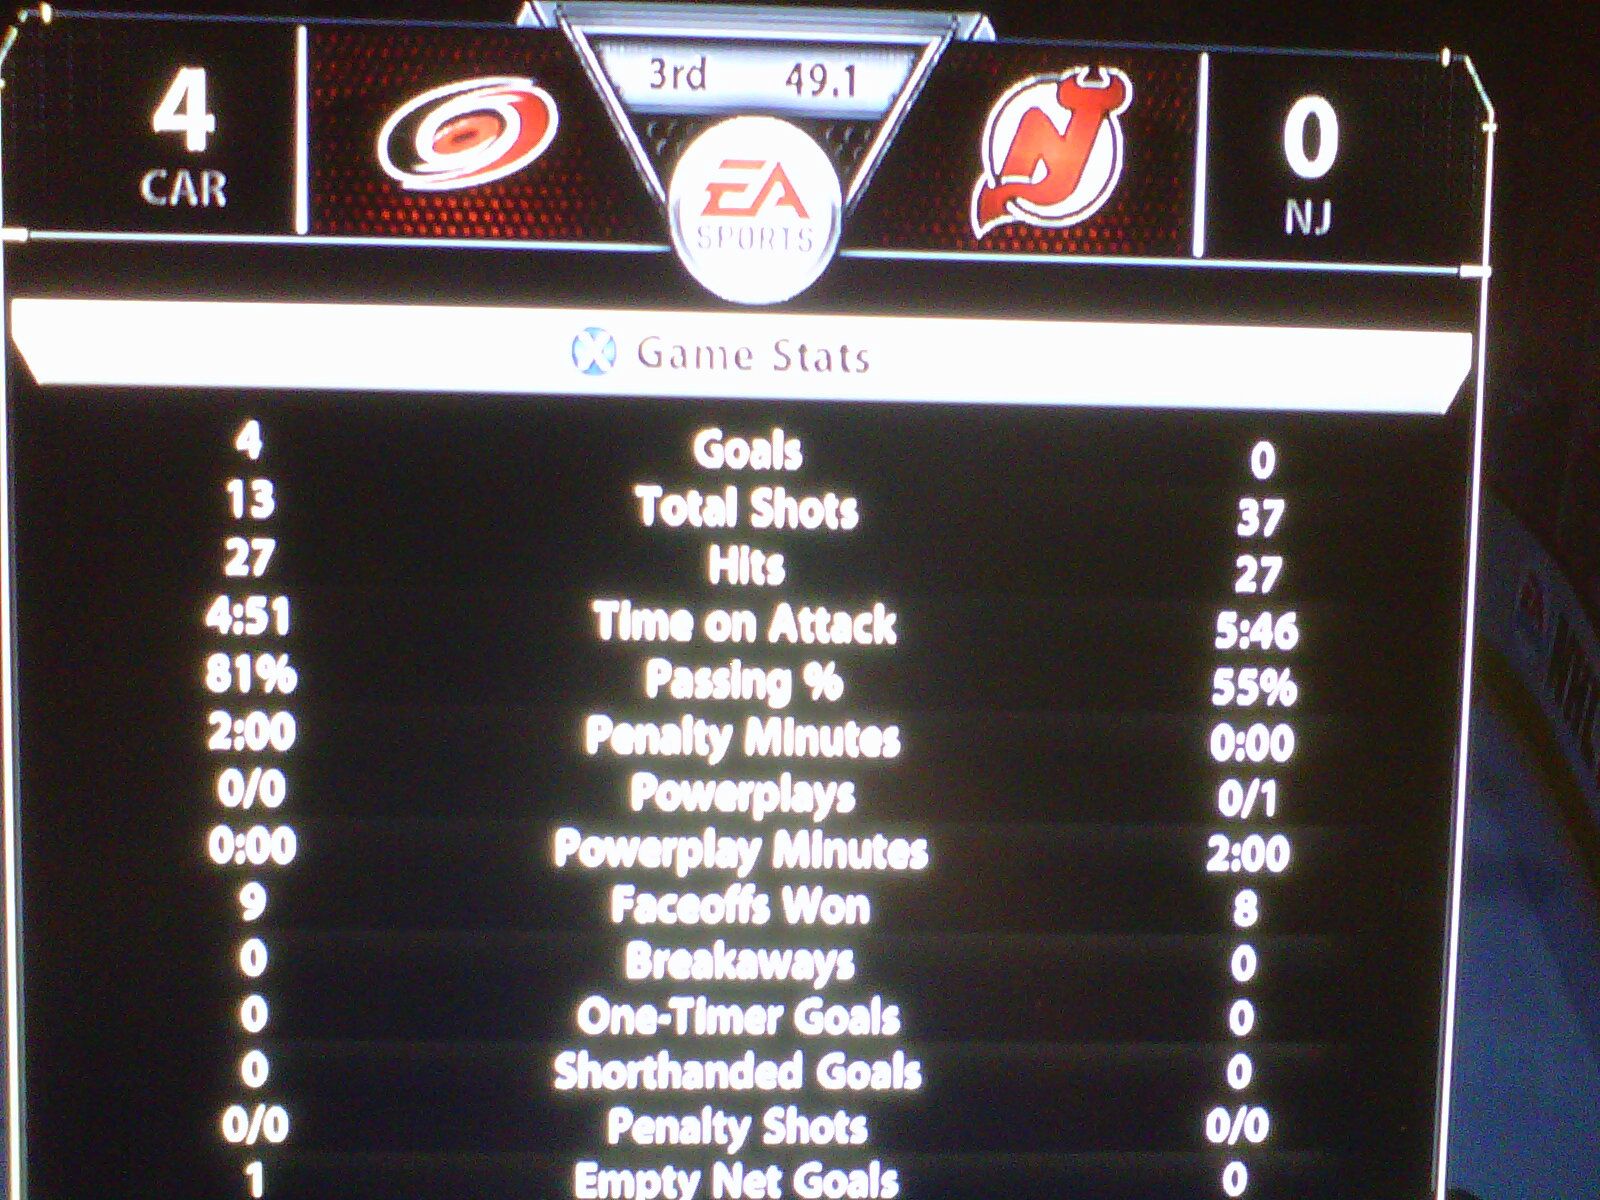 4 3rd 49.1 0
CAR EA SPORTS NJ
X Game Stats
4 Goals 0
13 Total Shots 37
27 Hits 27
4:51 Time on Attack 5:46
81% Passing % 55%
2:00 Penalty Minutes 0:00
0/0 Powerplays 0/1
0:00 Powerplay Minutes 2:00
9 Faceoffs Won 8
0 Breakaways 0
0 One-Timer Goals 0
0 Shorthanded Goals 0
0/0 Penalty Shots 0/0
1 Empty Net Goals 0